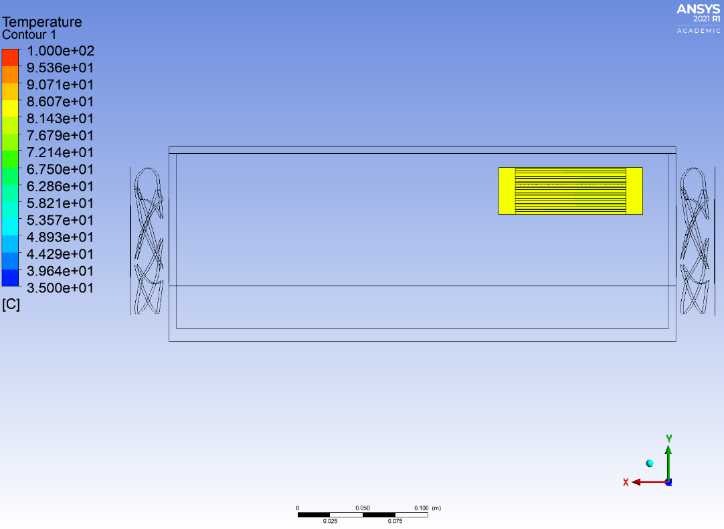 ANSYS
2021 R1
ACADEMIC
Temperature
Contour 1
1.000e+02
9.536e+01
9.071e+01
8.607e+01
8.143e+01
7.679e+01
7.214e+01
6.750e+01
6.286e+01
5.821e+01
5.357e+01
4.893e+01
4.429e+01
3.964e+01
3.500e+01
[C]
Y
X
0 0.050 0.100 (m)
0.025 0.075